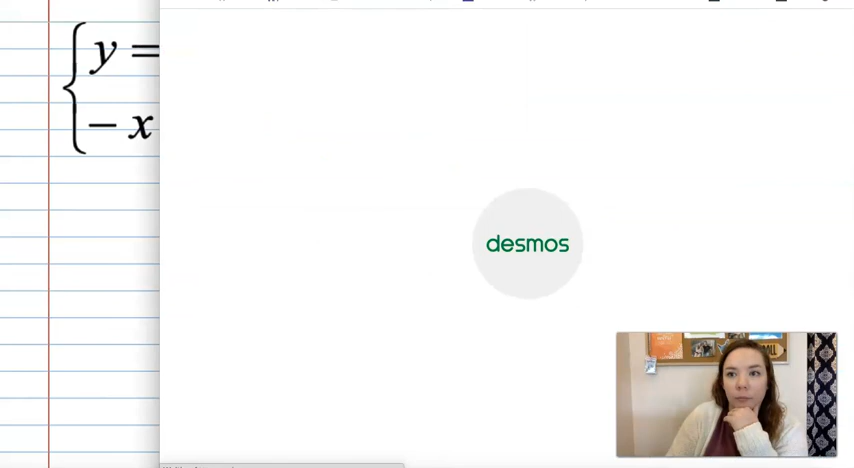 y =
- x
desmos